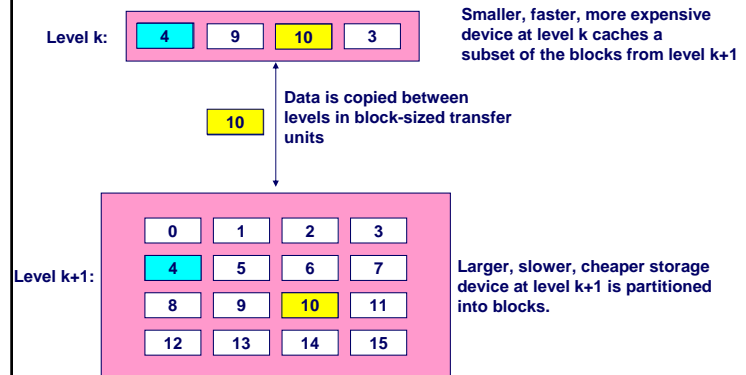 Smaller, faster, more expensive
device at level k caches a
subset of the blocks from level k+1
Level k:
4 9 10 3
Data is copied between
levels in block-sized transfer
units
10
Level k+1:
0 1 2 3
4 5 6 7
8 9 10 11
12 13 14 15
Larger, slower, cheaper storage
device at level k+1 is partitioned
into blocks.